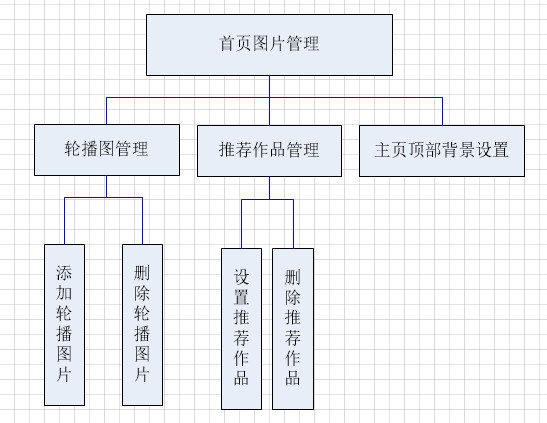 首页图片管理
轮播图管理
推荐作品管理
主页顶部背景设置
添加轮播图片
删除轮播图片
设置推荐作品
删除推荐作品